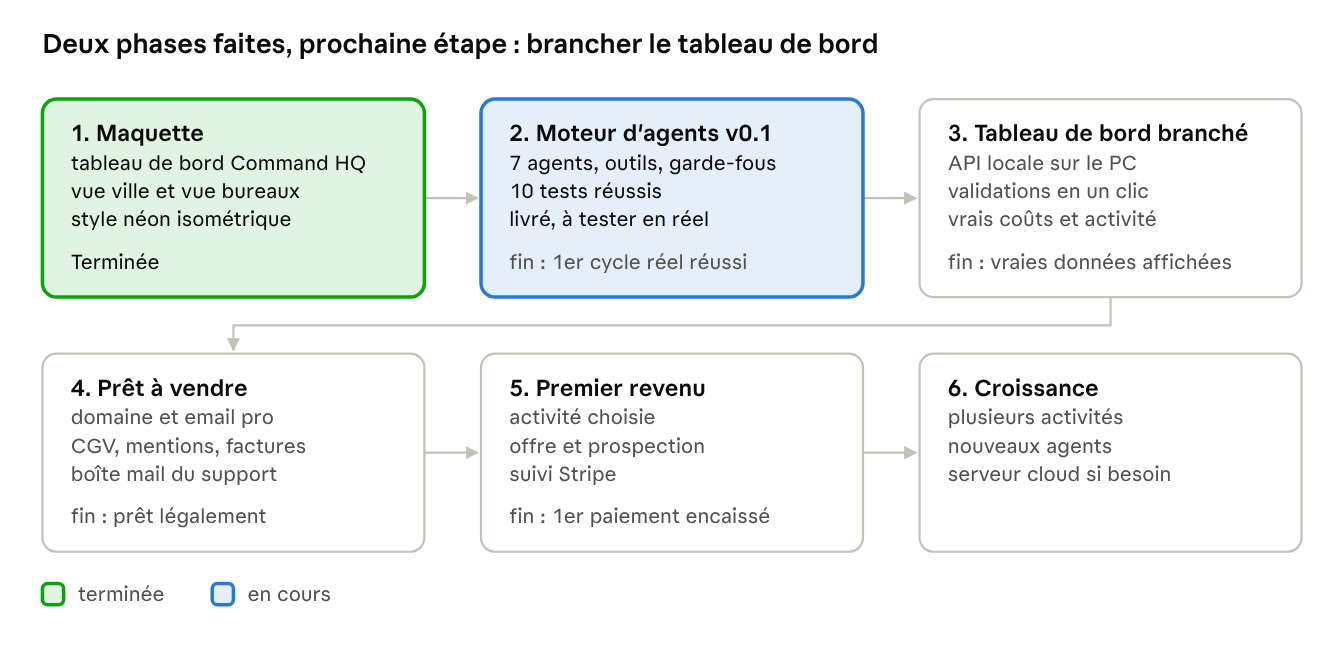 Deux phases faites, prochaine étape : brancher le tableau de bord
1. Maquette
tableau de bord Command HQ
vue ville et vue bureaux
style néon isométrique
Terminée
2. Moteur d'agents v0.1
7 agents, outils, garde-fous
10 tests réussis
livré, à tester en réel
fin : 1er cycle réel réussi
3. Tableau de bord branché
API locale sur le PC
validations en un clic
vrais coûts et activité
fin : vraies données affichées
4. Prêt à vendre
domaine et email pro
CGV, mentions, factures
boîte mail du support
fin : prêt légalement
5. Premier revenu
activité choisie
offre et prospection
suivi Stripe
fin : 1er paiement encaissé
6. Croissance
plusieurs activités
nouveaux agents
serveur cloud si besoin
terminée
en cours